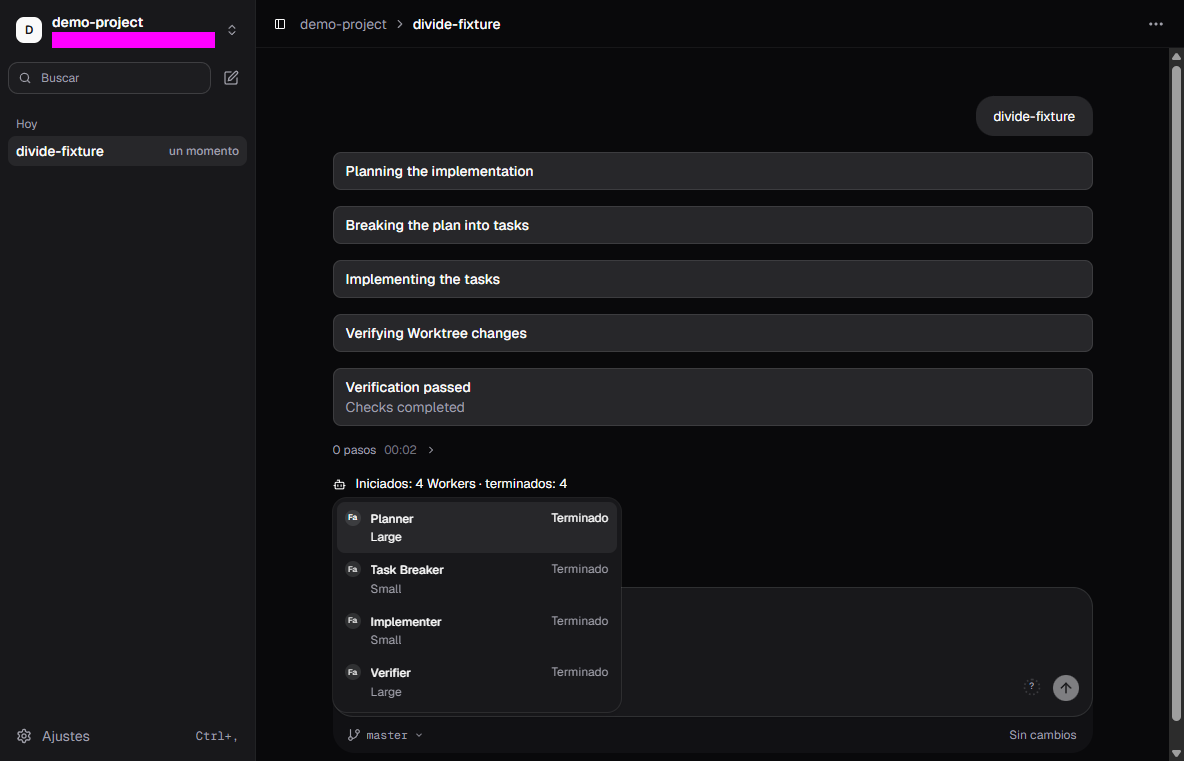 D
demo-project
Buscar
Hoy
divide-fixture un momento
Ajustes Ctrl+,
demo-project > divide-fixture
divide-fixture
Planning the implementation
Breaking the plan into tasks
Implementing the tasks
Verifying Worktree changes
Verification passed
Checks completed
0 pasos 00:02 >
Iniciados: 4 Workers · terminados: 4
Fa Planner Terminado
Large
Fa Task Breaker Terminado
Small
Fa Implementer Terminado
Small
Fa Verifier Terminado
Large
?
master Sin cambios